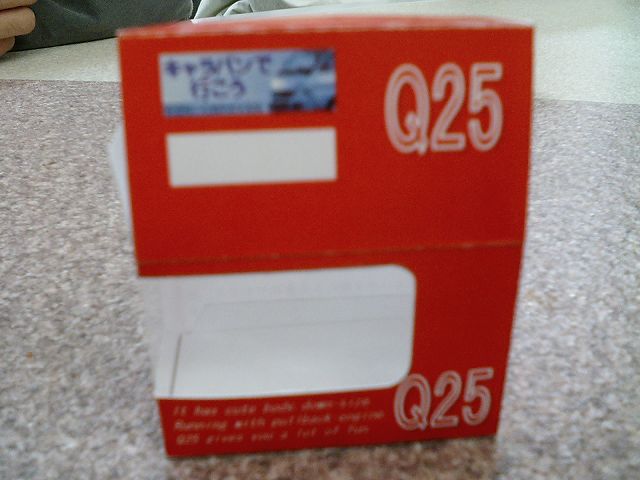 キャラバンで
行こう
Q25
Q25
It has cute body down-size.
Running with pullback engine.
Q25 gives you a lot of fun.